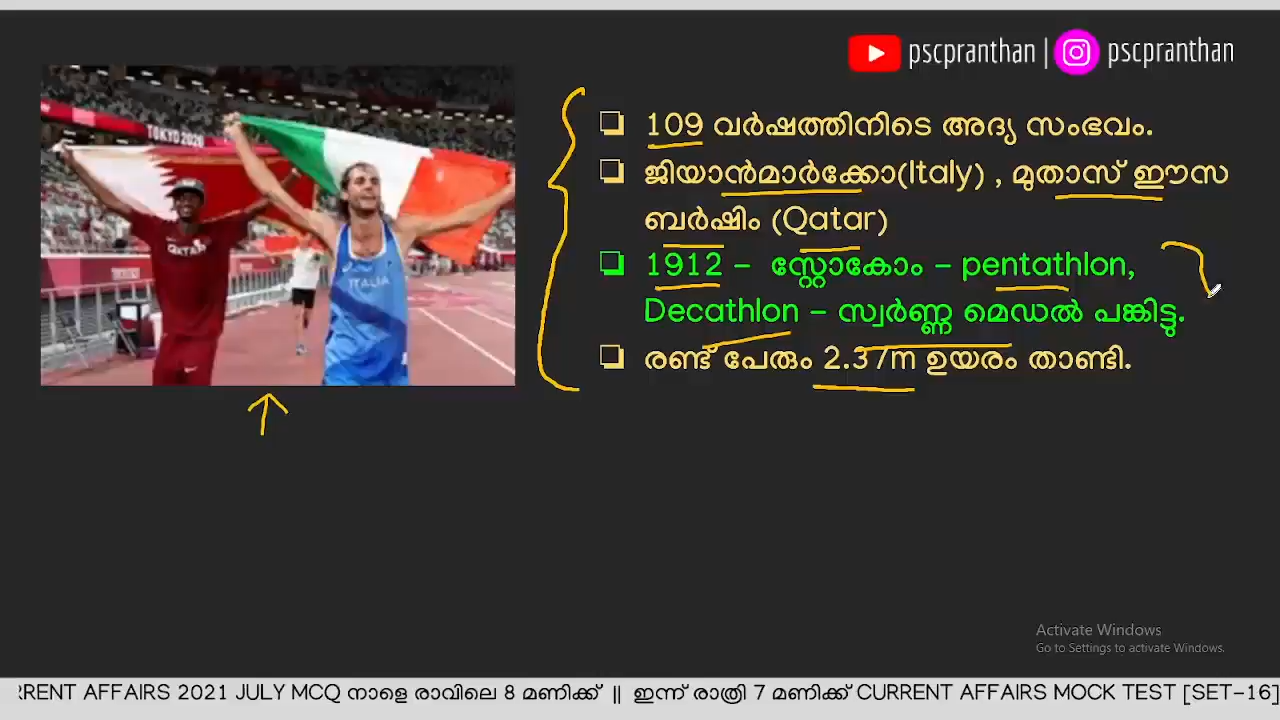 pscpranthan | pscpranthan
TOKYO 2020
❑ 109 വർഷത്തിനിടെ അദ്യ സംഭവം.
❑ ജിയാൻമാർക്കോ(Italy) , മുതാസ് ഈസ
ബർഷിം (Qatar)
❑ 1912 – സ്റ്റോകോം – pentathlon,
Decathlon – സ്വർണ്ണ മെഡൽ പങ്കിട്ടു.
❑ രണ്ട് പേരും 2.37m ഉയരം താണ്ടി.
QATAR
ITALIA
Activate Windows
Go to Settings to activate Windows.
RRENT AFFAIRS 2021 JULY MCQ നാളെ രാവിലെ 8 മണിക്ക് || ഇന്ന് രാത്രി 7 മണിക്ക് CURRENT AFFAIRS MOCK TEST [SET-16]